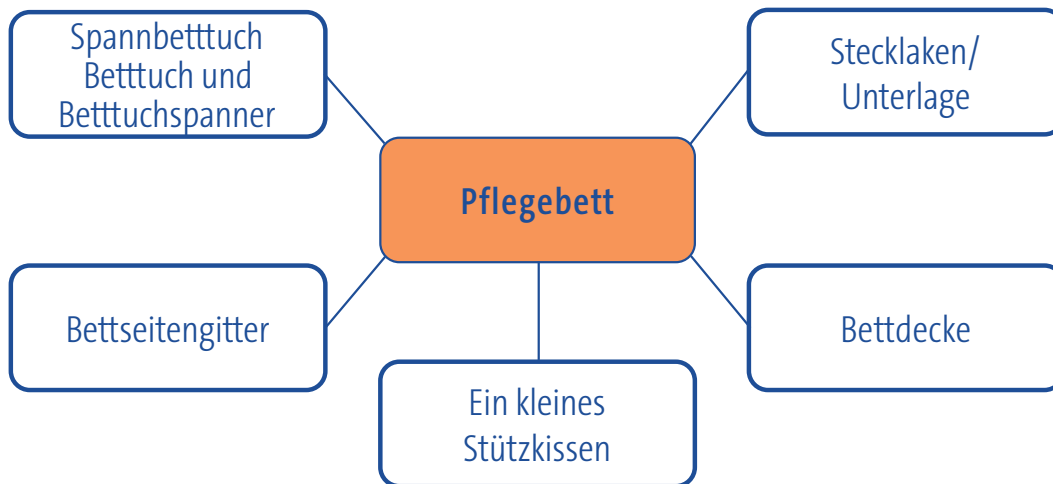 Spannbetttuch
Betttuch und
Betttuchspanner
Stecklaken/
Unterlage
Pflegebett
Bettseitengitter
Bettdecke
Ein kleines
Stützkissen